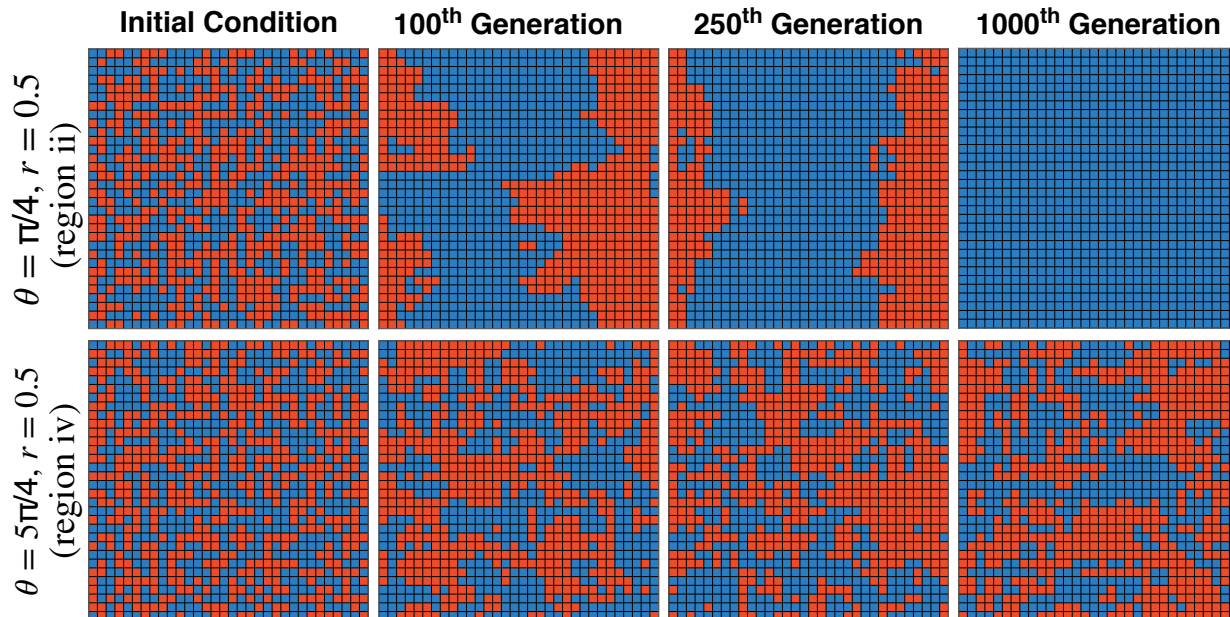 Initial Condition
100th Generation
250th Generation
1000th Generation
θ = π/4, r = 0.5
(region ii)
θ = 5π/4, r = 0.5
(region iv)